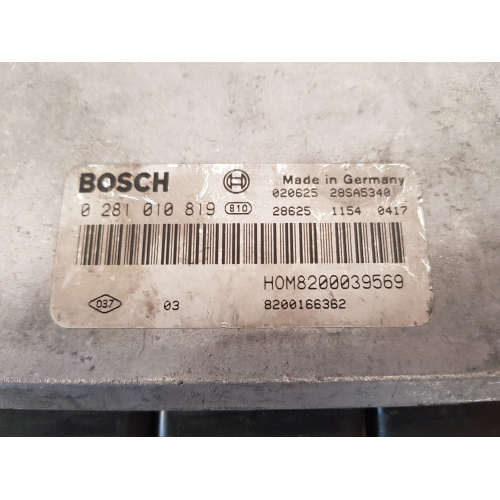 BOSCH Made in Germany
020625 28SA5340
0 281 010 819 810 28625 1154 0417
HOM8200039569
037 03 8200166362